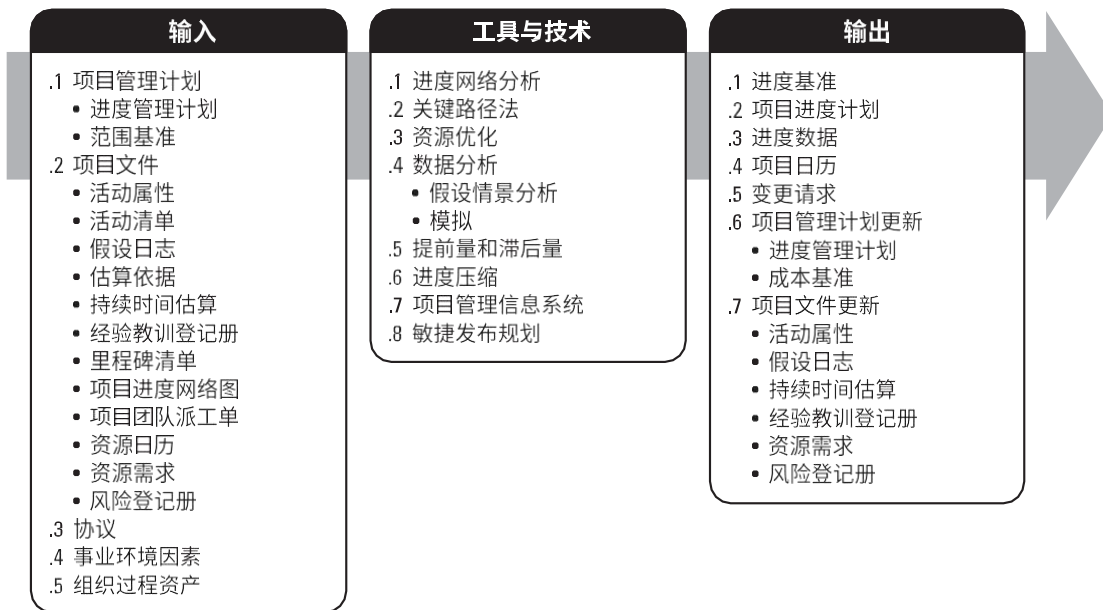 输入
.1 项目管理计划
• 进度管理计划
• 范围基准
.2 项目文件
• 活动属性
• 活动清单
• 假设日志
• 估算依据
• 持续时间估算
• 经验教训登记册
• 里程碑清单
• 项目进度网络图
• 项目团队派工单
• 资源日历
• 资源需求
• 风险登记册
.3 协议
.4 事业环境因素
.5 组织过程资产
工具与技术
.1 进度网络分析
.2 关键路径法
.3 资源优化
.4 数据分析
• 假设情景分析
• 模拟
.5 提前量和滞后量
.6 进度压缩
.7 项目管理信息系统
.8 敏捷发布规划
输出
.1 进度基准
.2 项目进度计划
.3 进度数据
.4 项目日历
.5 变更请求
.6 项目管理计划更新
• 进度管理计划
• 成本基准
.7 项目文件更新
• 活动属性
• 假设日志
• 持续时间估算
• 经验教训登记册
• 资源需求
• 风险登记册